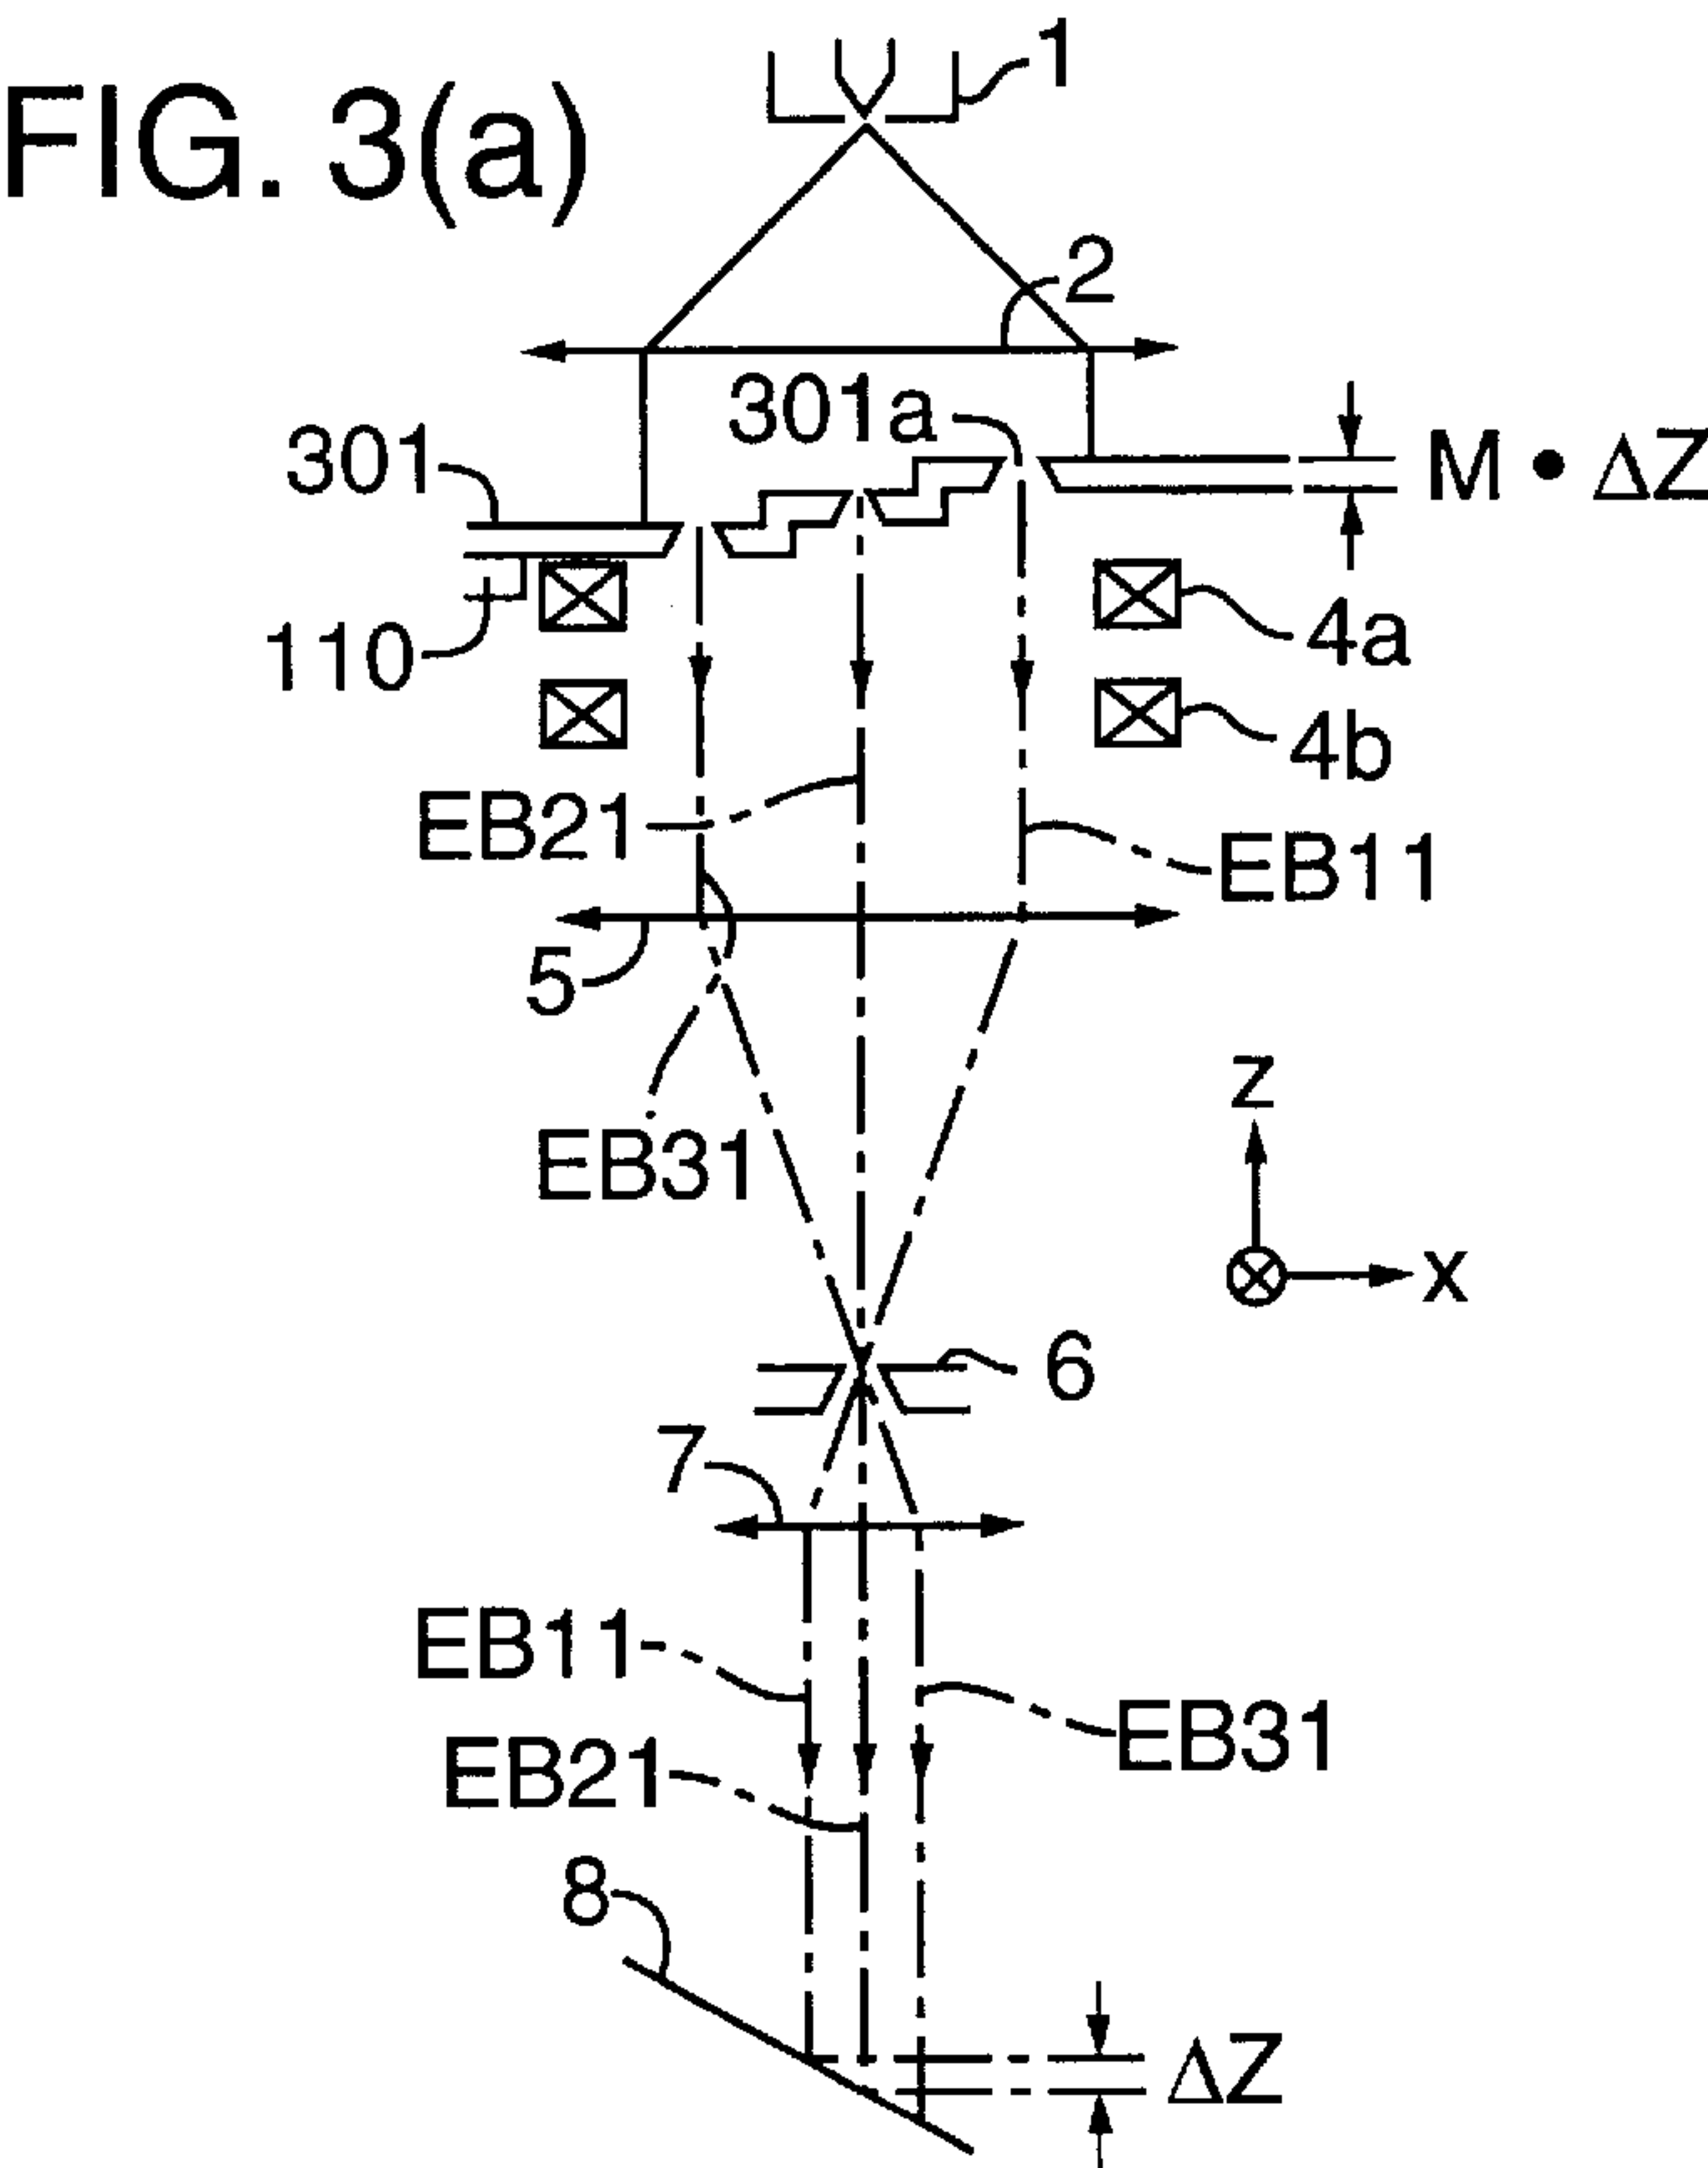 FIG. 3(a)
1
2
301a
301
M • ΔZ
110
4a
4b
EB21
EB11
5
EB31
z
x
6
7
EB11
EB31
EB21
8
ΔZ